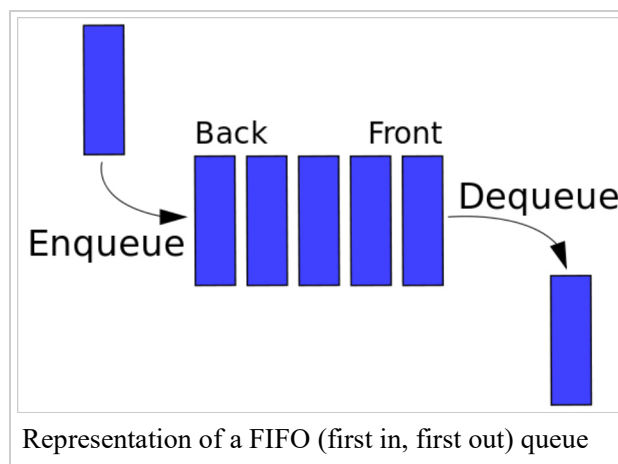 Back
Front
Enqueue
Dequeue
Representation of a FIFO (first in, first out) queue